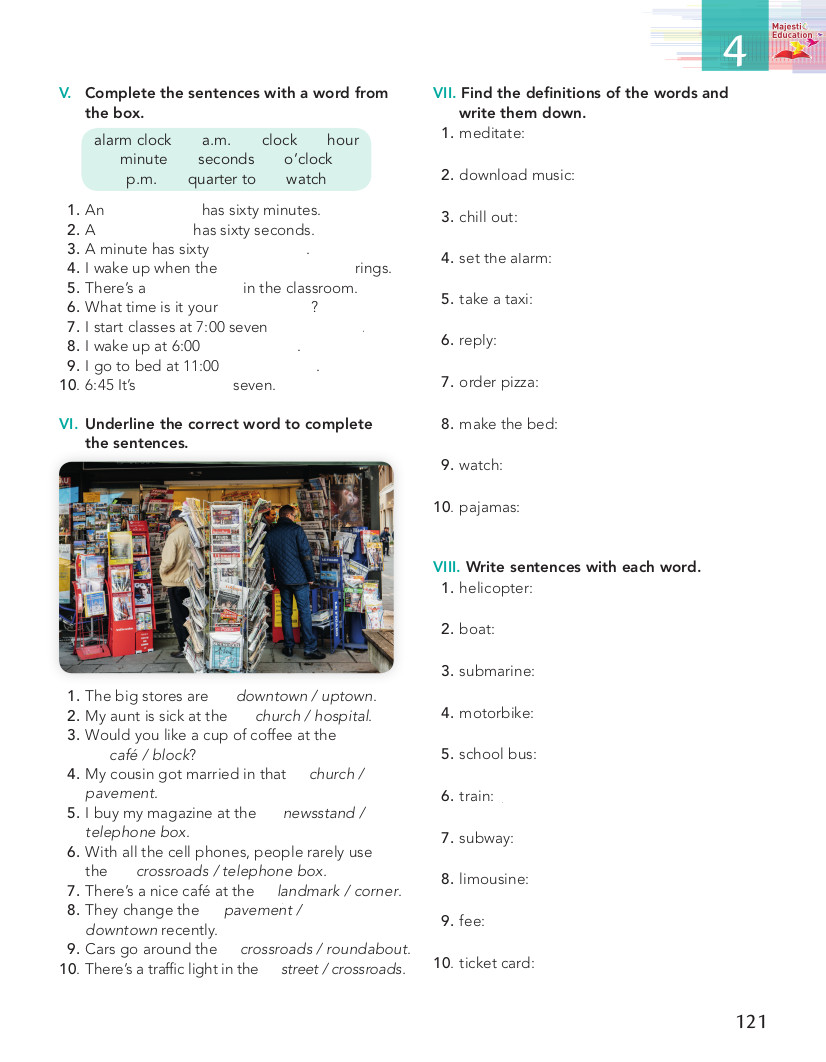 4
Majesti
Education
V. Complete the sentences with a word from
the box.
alarm clock a.m. clock hour
minute seconds o'clock
p.m. quarter to watch
1. An has sixty minutes.
2. A has sixty seconds.
3. A minute has sixty .
4. I wake up when the rings.
5. There's a in the classroom.
6. What time is it your ?
7. I start classes at 7:00 seven .
8. I wake up at 6:00 .
9. I go to bed at 11:00 .
10. 6:45 It's seven.
VI. Underline the correct word to complete
the sentences.
1. The big stores are downtown / uptown.
2. My aunt is sick at the church / hospital.
3. Would you like a cup of coffee at the
café / block?
4. My cousin got married in that church /
pavement.
5. I buy my magazine at the newsstand /
telephone box.
6. With all the cell phones, people rarely use
the crossroads / telephone box.
7. There's a nice café at the landmark / corner.
8. They change the pavement /
downtown recently.
9. Cars go around the crossroads / roundabout.
10. There's a traffic light in the street / crossroads.
VII. Find the definitions of the words and
write them down.
1. meditate:
2. download music:
3. chill out:
4. set the alarm:
5. take a taxi:
6. reply:
7. order pizza:
8. make the bed:
9. watch:
10. pajamas:
VIII. Write sentences with each word.
1. helicopter:
2. boat:
3. submarine:
4. motorbike:
5. school bus:
6. train:
7. subway:
8. limousine:
9. fee:
10. ticket card:
121